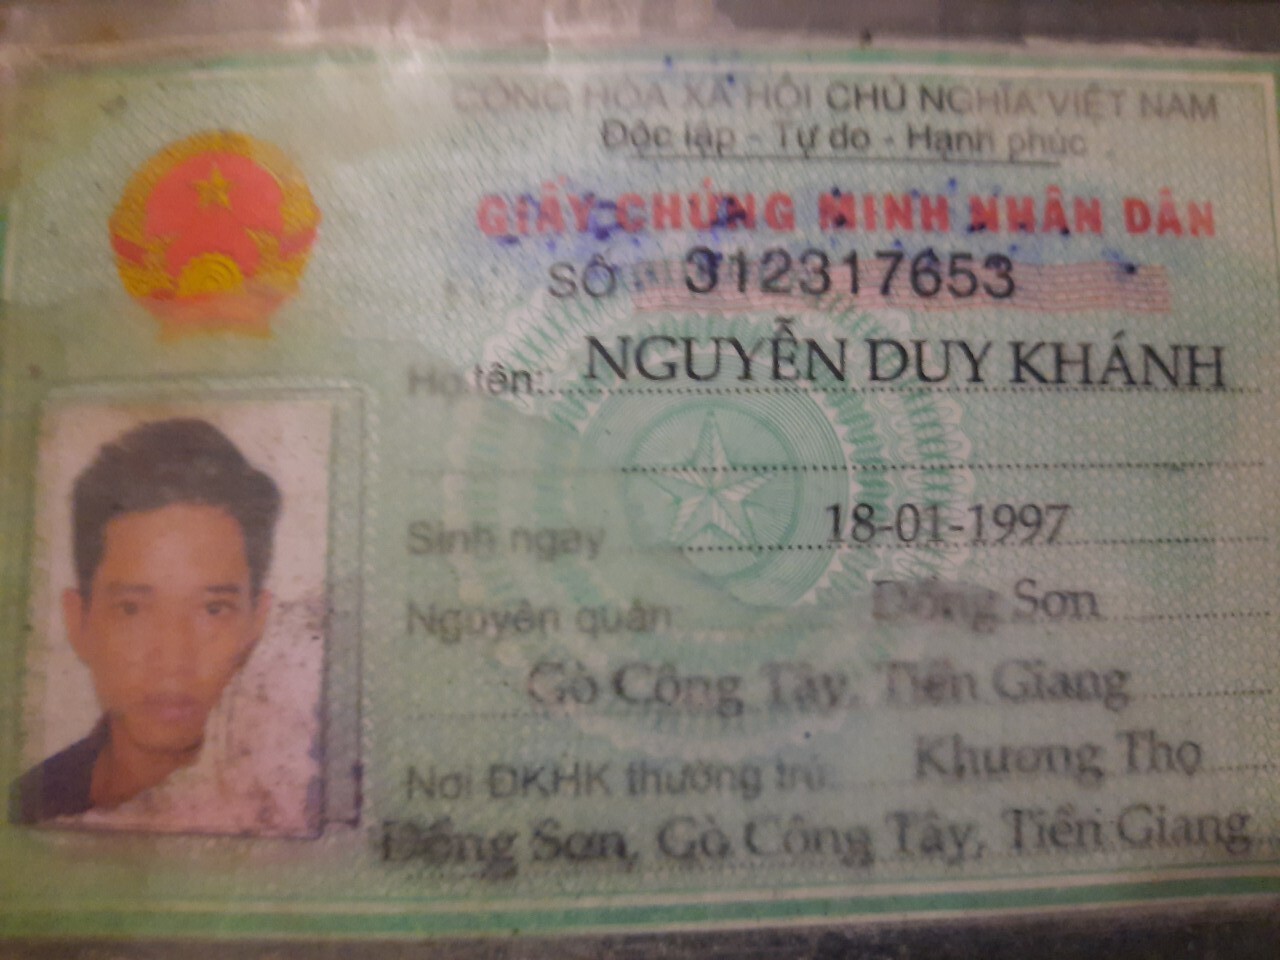 CỘNG HÒA XÃ HỘI CHỦ NGHĨA VIỆT NAM
Độc lập - Tự do - Hạnh phúc
GIẤY CHỨNG MINH NHÂN DÂN
SỐ 312317653
Họ tên: NGUYỄN DUY KHÁNH
Sinh ngày 18-01-1997
Nguyên quán: Đồng Sơn
Gò Công Tây, Tiền Giang
Nơi ĐKHK thường trú: Khương Thọ
Đồng Sơn, Gò Công Tây, Tiền Giang